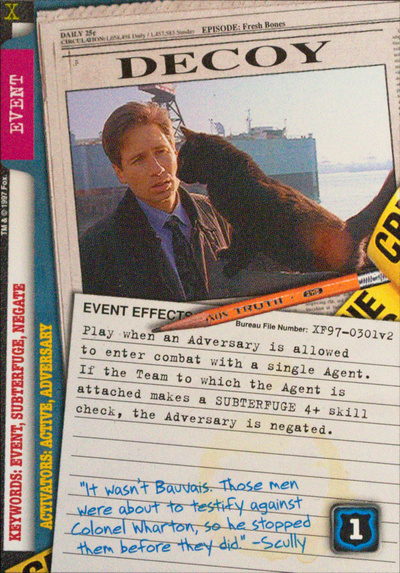 X
DAILY 25¢
EPISODE: Fresh Bones
DECOY
EVENT
TM & © 1997 Fox.
KEYWORDS: EVENT, SUBTERFUGE, NEGATE
ACTIVATORS: ACTIVE, ADVERSARY
TRUTH
EVENT EFFECTS
Bureau File Number: XF97-0301v2
Play when an Adversary is allowed
to enter combat with a single Agent.
If the Team to which the Agent is
attached makes a SUBTERFUGE 4+ skill
check, the Adversary is negated.
"It wasn't Bauvais. Those men
were about to testify against
Colonel Wharton, so he stopped
them before they did." -Scully
1